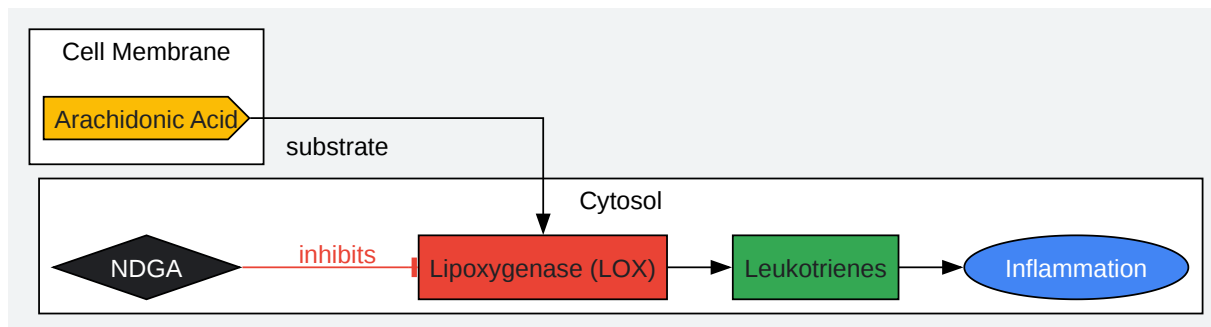 Cell Membrane
Arachidonic Acid
substrate
Cytosol
NDGA
inhibits
Lipoxygenase (LOX)
Leukotrienes
Inflammation